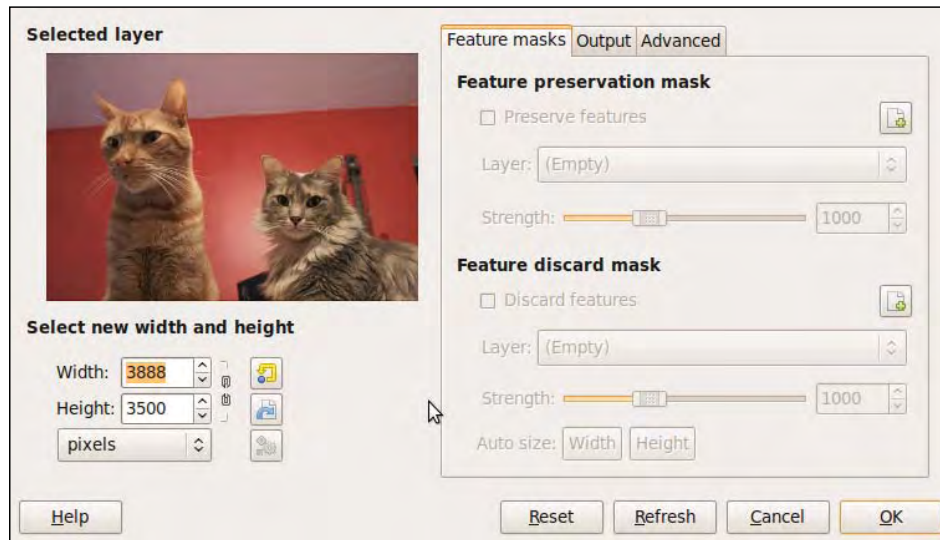 Selected layer
Feature masks Output Advanced
Feature preservation mask
Preserve features
Layer: (Empty)
Strength: 1000
Feature discard mask
Discard features
Layer: (Empty)
Strength: 1000
Auto size: Width Height
Select new width and height
Width: 3888
Height: 3500
pixels
Help Reset Refresh Cancel OK